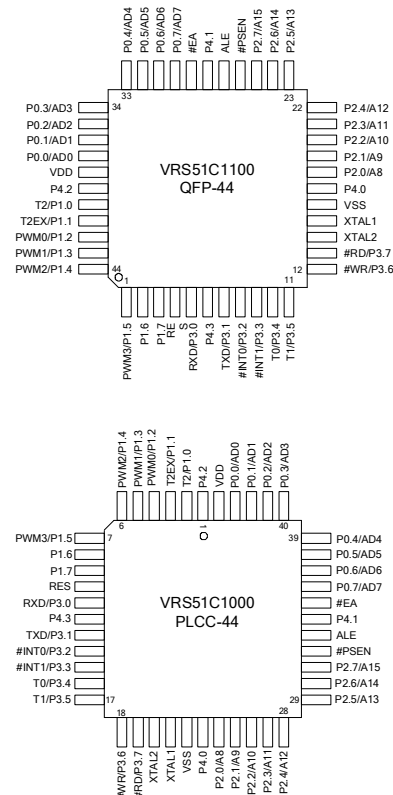 P0.4/AD4
P0.5/AD5
P0.6/AD6
P0.7/AD7
#EA
P4.1
ALE
#PSEN
P2.7/A15
P2.6/A14
P2.5/A13
33
23
P0.3/AD3
34
22
P2.4/A12
P0.2/AD2
P2.3/A11
P0.1/AD1
P2.2/A10
P0.0/AD0
P2.1/A9
VDD
P2.0/A8
P4.2
P4.0
T2/P1.0
VSS
T2EX/P1.1
XTAL1
PWM0/P1.2
XTAL2
PWM1/P1.3
#RD/P3.7
PWM2/P1.4
#WR/P3.6
VRS51C1100
QFP-44
44
12
1
11
PWM3/P1.5
P1.6
P1.7
RE
S
RXD/P3.0
P4.3
TXD/P3.1
#INT0/P3.2
#INT1/P3.3
T0/P3.4
T1/P3.5
PWM2/P1.4
PWM1/P1.3
PWM0/P1.2
T2EX/P1.1
T2/P1.0
P4.2
VDD
P0.0/AD0
P0.1/AD1
P0.2/AD2
P0.3/AD3
6
1
40
PWM3/P1.5
7
39
P0.4/AD4
P1.6
P0.5/AD5
P1.7
P0.6/AD6
RES
P0.7/AD7
RXD/P3.0
#EA
P4.3
P4.1
TXD/P3.1
ALE
#INT0/P3.2
#PSEN
#INT1/P3.3
P2.7/A15
T0/P3.4
P2.6/A14
T1/P3.5
17
29
P2.5/A13
VRS51C1000
PLCC-44
18
28
WR/P3.6
#RD/P3.7
XTAL2
XTAL1
VSS
P4.0
P2.0/A8
P2.1/A9
P2.2/A10
P2.3/A11
P2.4/A12